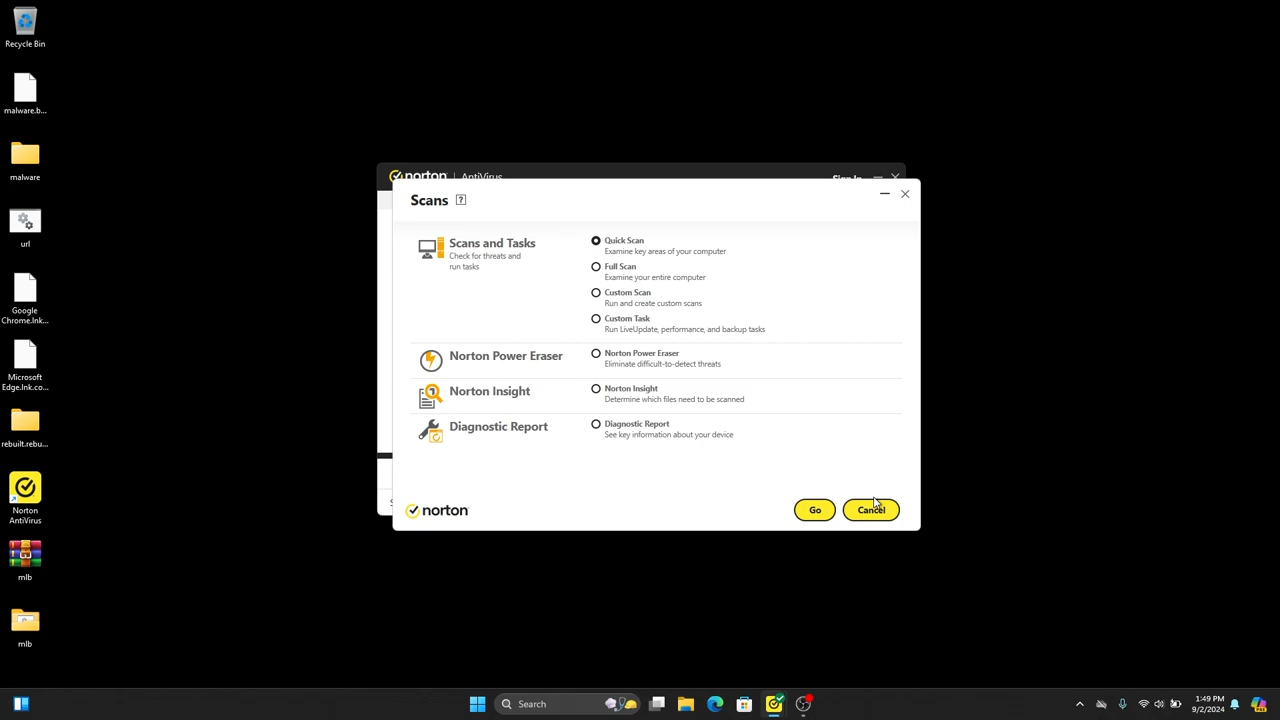 Recycle Bin
malware.b...
malware
url
Google
Chrome.lnk...
Microsoft
Edge.lnk.co...
rebuilt.rebu...
Norton
AntiVirus
mlb
mlb
norton | AntiVirus
Sign In
Scans ?
Scans and Tasks
Check for threats and
run tasks
Quick Scan
Examine key areas of your computer
Full Scan
Examine your entire computer
Custom Scan
Run and create custom scans
Custom Task
Run LiveUpdate, performance, and backup tasks
Norton Power Eraser
Norton Power Eraser
Eliminate difficult-to-detect threats
Norton Insight
Norton Insight
Determine which files need to be scanned
Diagnostic Report
Diagnostic Report
See key information about your device
norton
Go
Cancel
Search
1:49 PM
9/2/2024